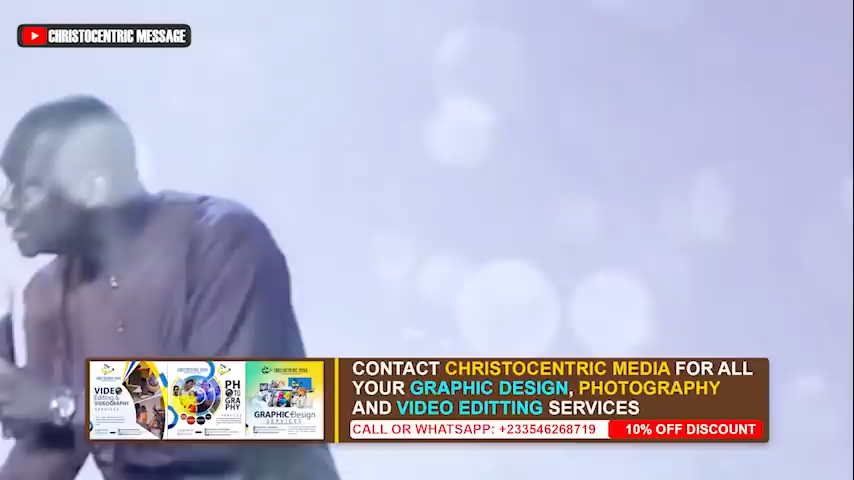 CHRISTOCENTRIC MESSAGE
CONTACT CHRISTOCENTRIC MEDIA FOR ALL
YOUR GRAPHIC DESIGN, PHOTOGRAPHY
AND VIDEO EDITTING SERVICES
CALL OR WHATSAPP: +233546268719
10% OFF DISCOUNT
VIDEO
Editing &
VIDEOGRAPHY
SERVICES
PH
TO
GRA
PHY
GRAPHIC Design
SERVICES